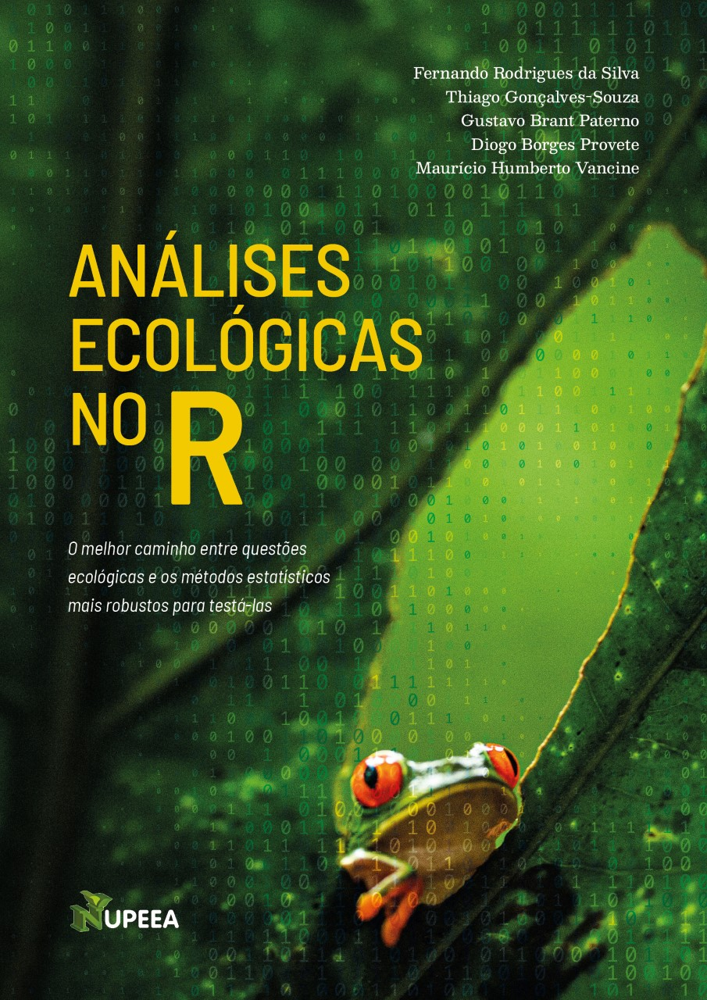 Fernando Rodrigues da Silva
Thiago Gonçalves-Souza
Gustavo Brant Paterno
Diogo Borges Provete
Maurício Humberto Vancine
ANÁLISES
ECOLÓGICAS
NO R
O melhor caminho entre questões
ecológicas e os métodos estatísticos
mais robustos para testá-las
NUPEEA